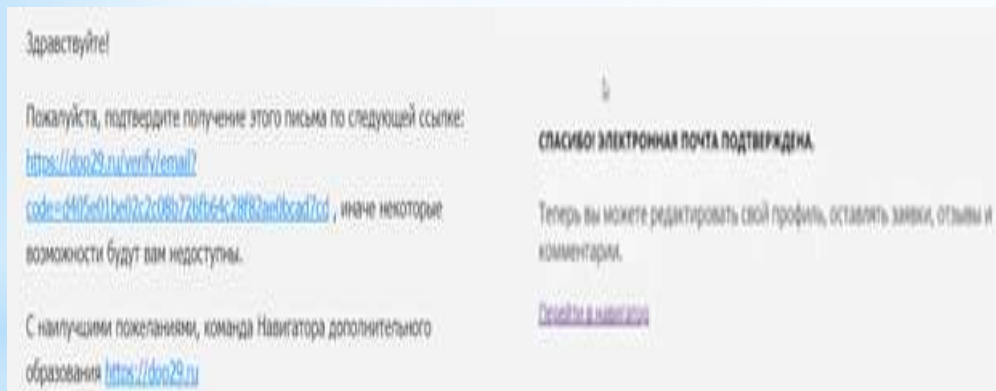 Здравствуйте!
Пожалуйста, подтвердите получение этого письма по следующей ссылке:
https://dop29.ru/verify/email?
, иначе некоторые
возможности будут вам недоступны.
С наилучшими пожеланиями, команда Навигатора дополнительного
образования https://dop29.ru
СПАСИБО! ЭЛЕКТРОННАЯ ПОЧТА ПОДТВЕРЖДЕНА.
Теперь вы можете редактировать свой профиль, оставлять заявки, отзывы и
комментарии.
Перейти в навигатор